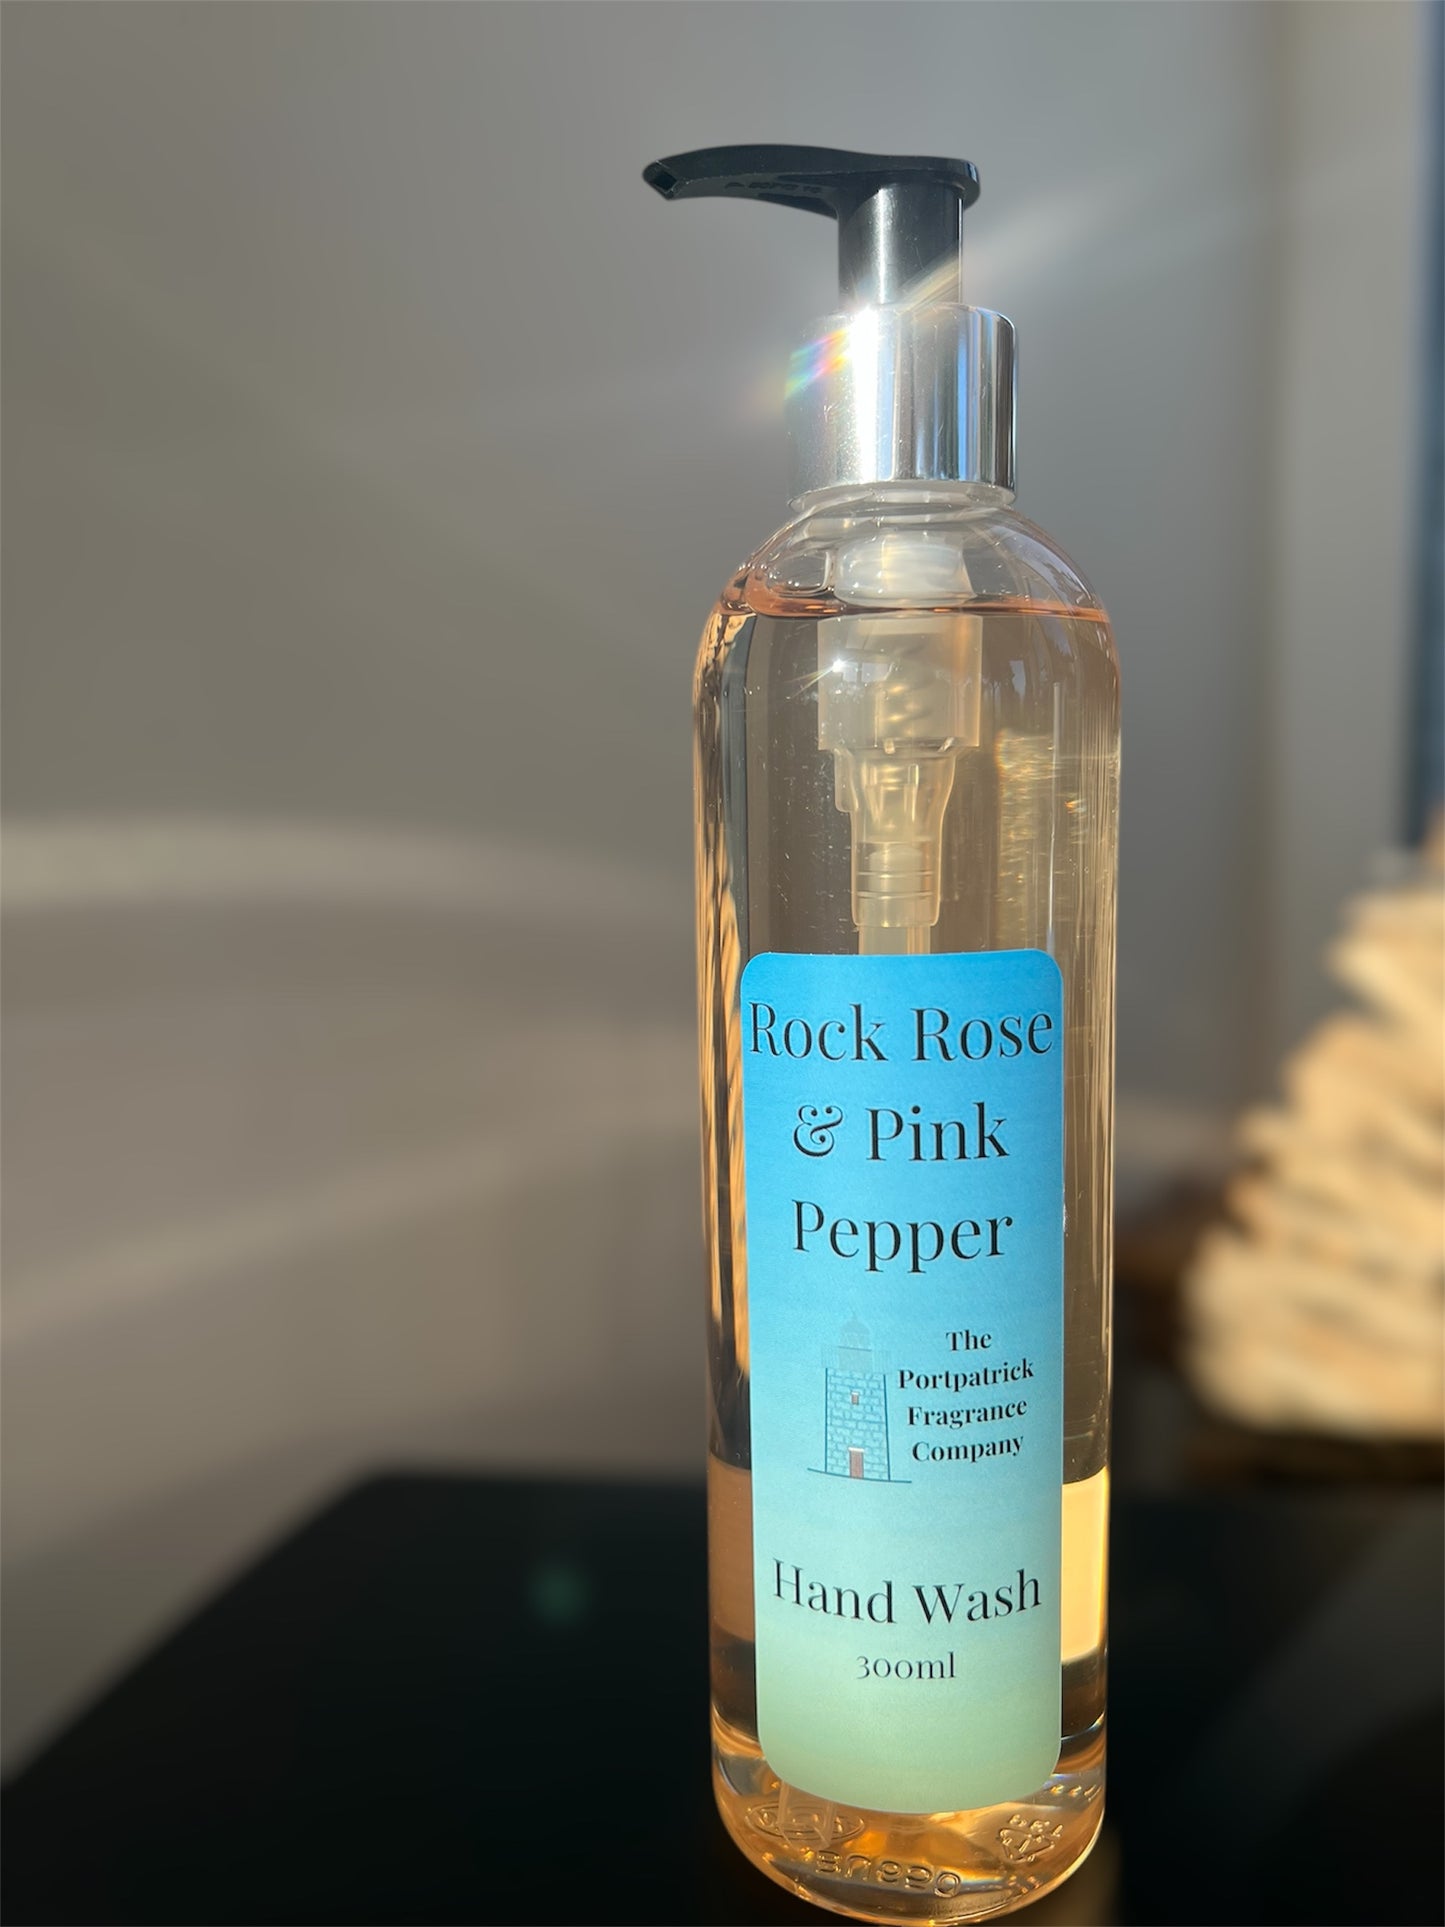 Rock Rose
& Pink
Pepper
The
Portpatrick
Fragrance
Company
Hand Wash
300ml